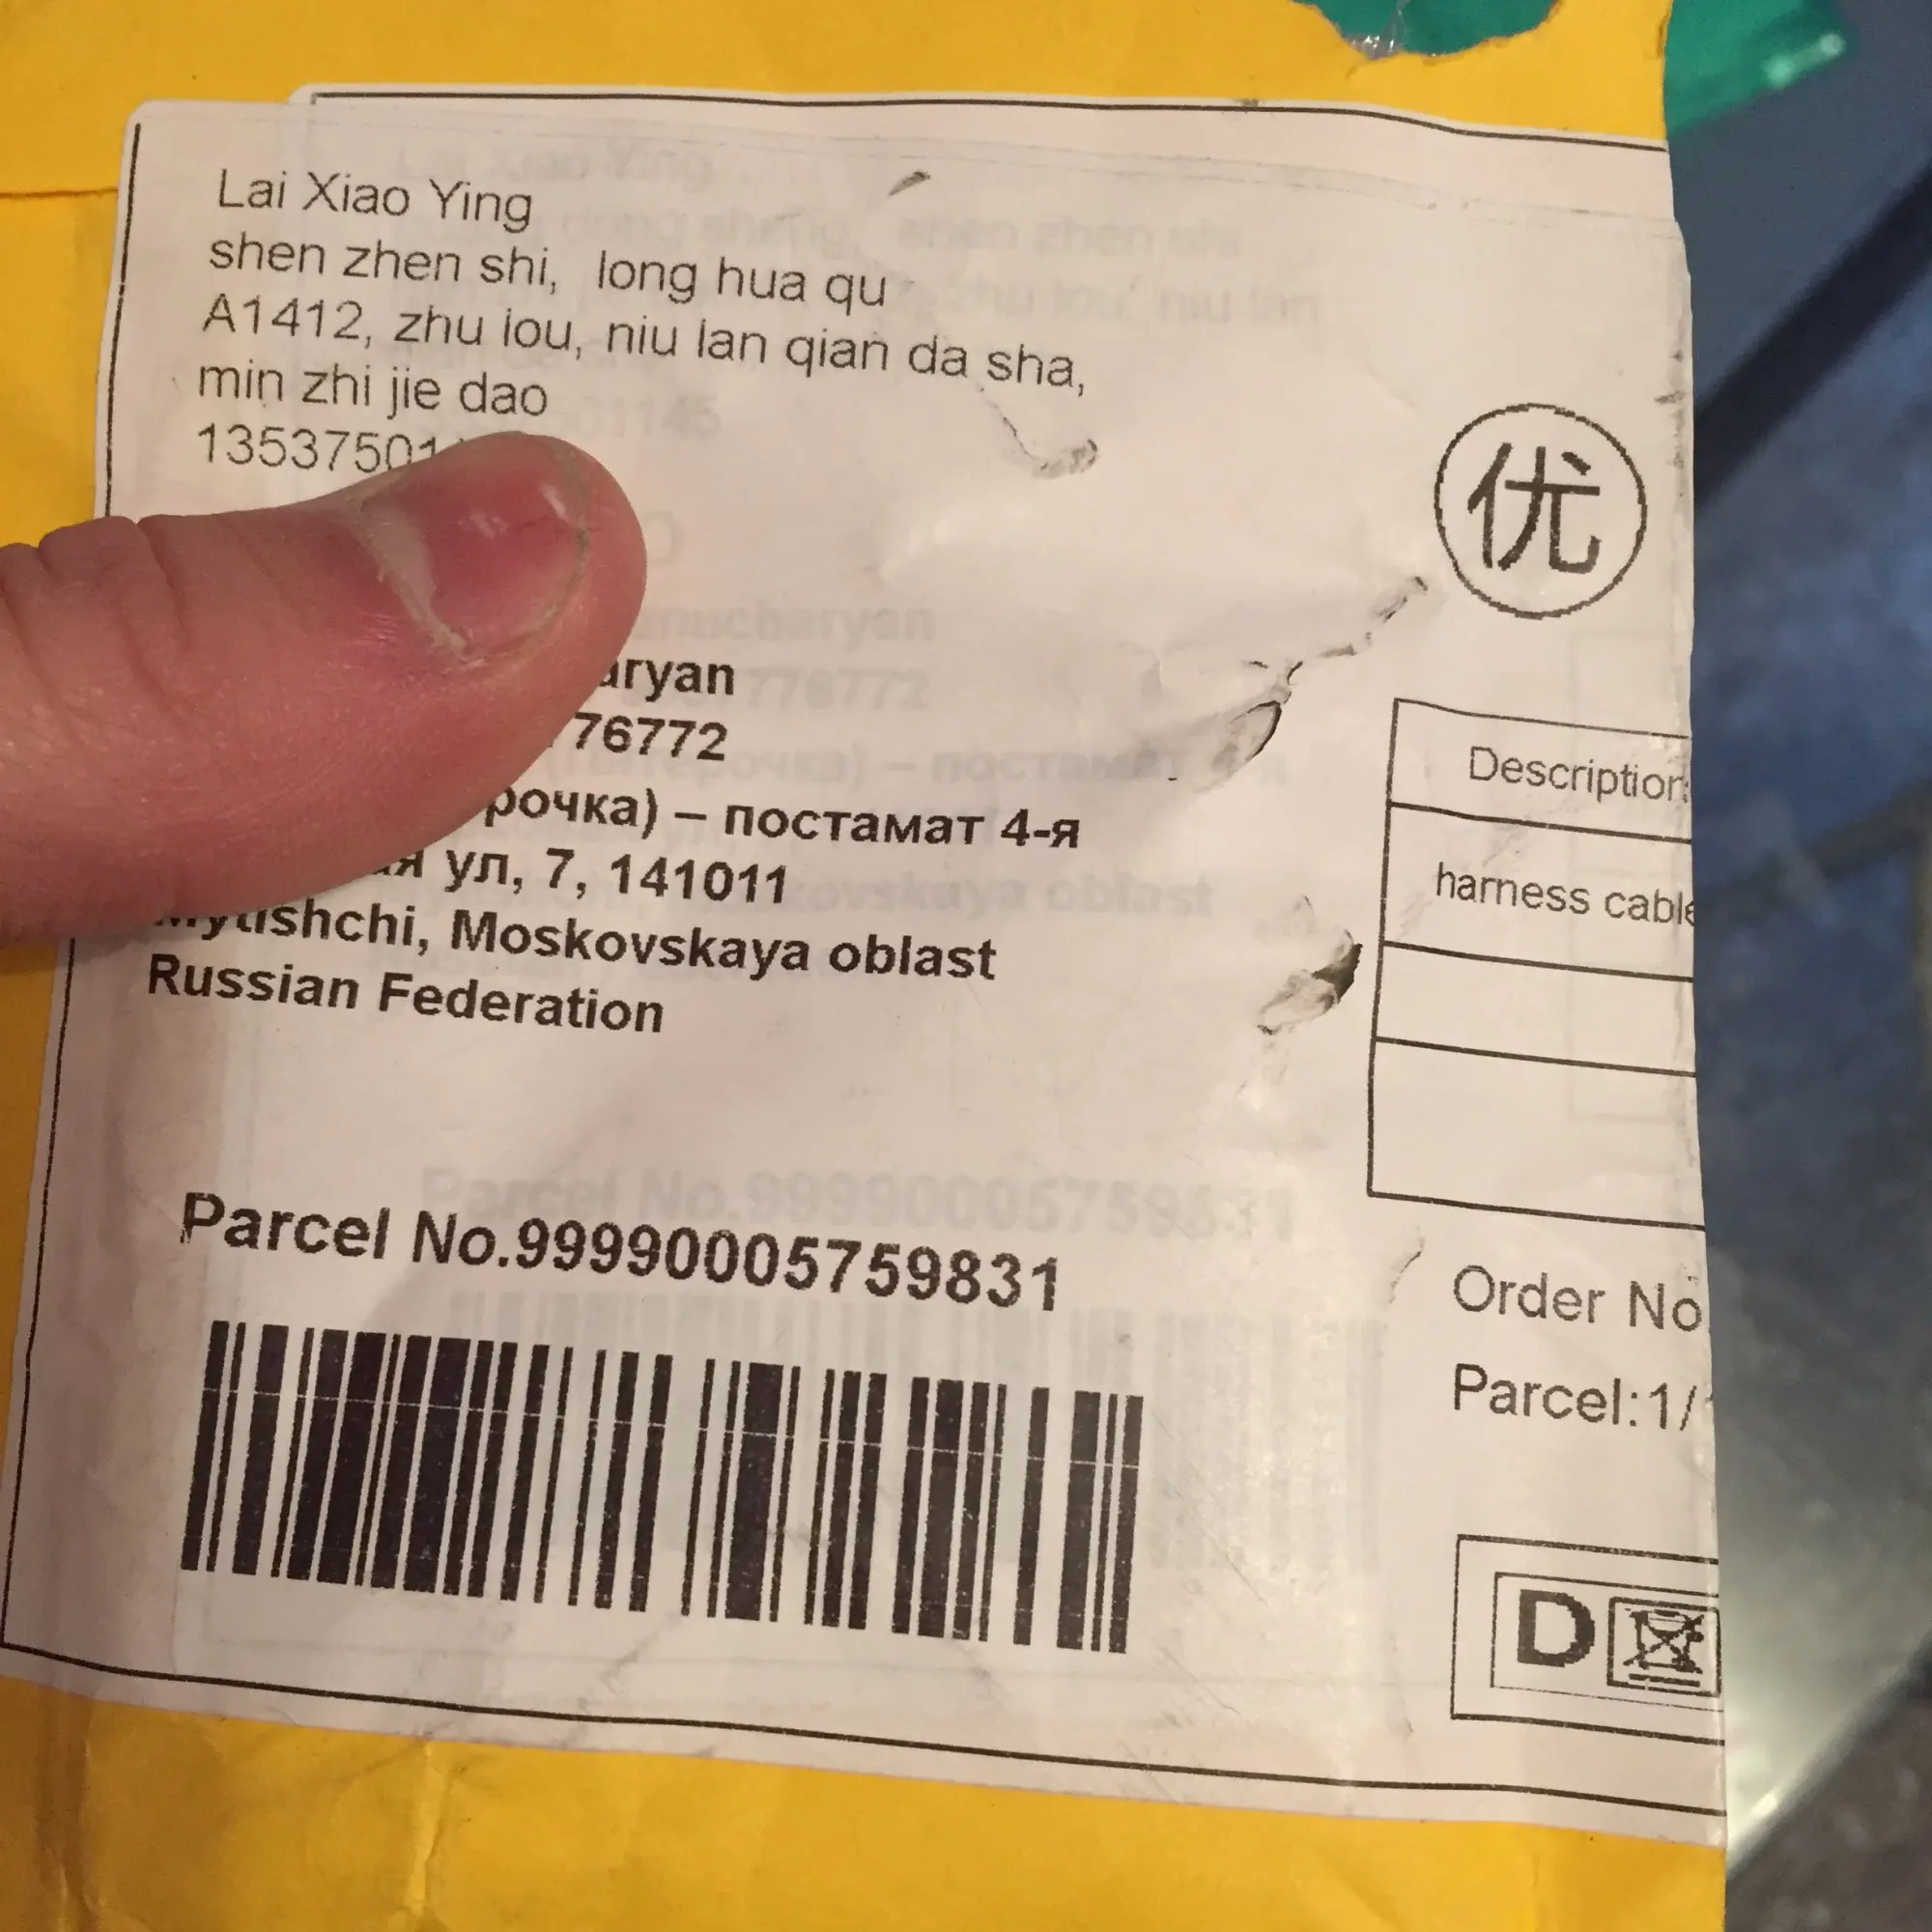 Lai Xiao Ying
shen zhen shi, long hua qu
A1412, zhu lou, niu lan qian da sha,
min zhi jie dao
13537501
优
aryan
76772
рочка) – постамат 4-я
ая ул, 7, 141011
Mytishchi, Moskovskaya oblast
Russian Federation
Description
harness cable
Parcel No.99990005759831
Order No
Parcel:1/
D